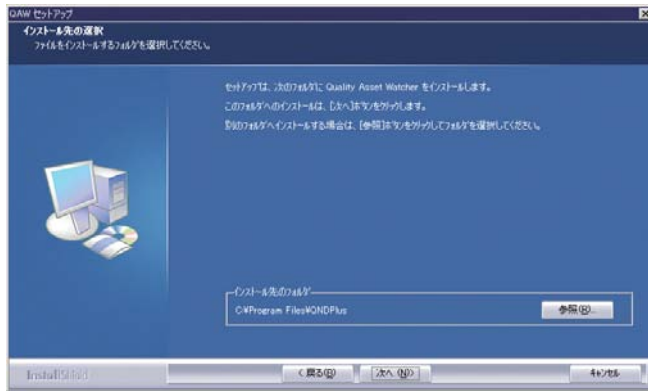 QAW セットアップ
インストール先の選択
ファイルをインストールするフォルダを選択してください。
セットアップは、次のフォルダに Quality Asset Watcher をインストールします。
このフォルダへのインストールは、[次へ]ボタンをクリックします。
別のフォルダへインストールする場合は、[参照]ボタンをクリックしてフォルダを選択してください。
インストール先のフォルダ
C:¥Program Files¥QNDPlus
参照(R)...
InstallShield
< 戻る(B)
次へ (N)>
キャンセル